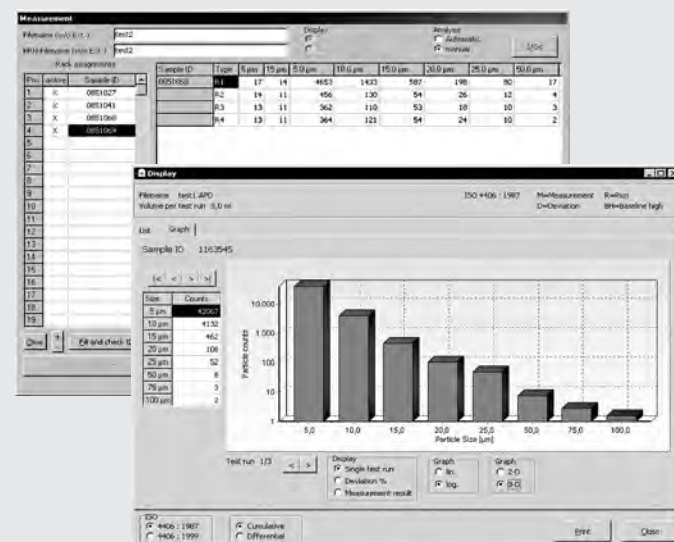 Measurement
Filename (w/o Ext.) test2
Display
Analysis
Automatic
manual
test2
Rack assignments
Pos active Sample ID
1 X 0851027
2 X 0851041
3 X 0851068
4 X 0851069
5
6
7
8
9
10
11
12
13
14
15
16
17
18
19
Sample ID Type 5 µm 15 µm 5.0 µm 10.0 µm 15.0 µm 20.0 µm 25.0 µm 50.0 µm
0851068 R1 17 14 4653 1433 587 198 80 17
R2 14 11 456 130 54 26 12 4
R3 13 11 362 110 53 18 10 3
R4 13 11 364 121 54 24 10 2
Clear
Fill and check
Display
Filename test1.APD
Volume per test run 5,0 ml
ISO 4406 : 1987
M=Measurement R=Run
D=Deviation BH=Baseline high
List Graph
Sample ID 1163545
|< < > >|
Size Counts
5 µm 42067
10 µm 4132
15 µm 462
20 µm 106
25 µm 52
50 µm 8
75 µm 3
100 µm 2
Particle counts
10.000
1.000
100
10
1
5,0 10,0 15,0 20,0 25,0 50,0 75,0 100,0
Particle Size [µm]
Test run 1/3 < >
Display
Single test run
Deviation %
Measurement result
Graph
lin.
log.
Graph
2-D
3-D
ISO
4406 : 1987
4406 : 1999
Cumulative
Differential
Print
Close